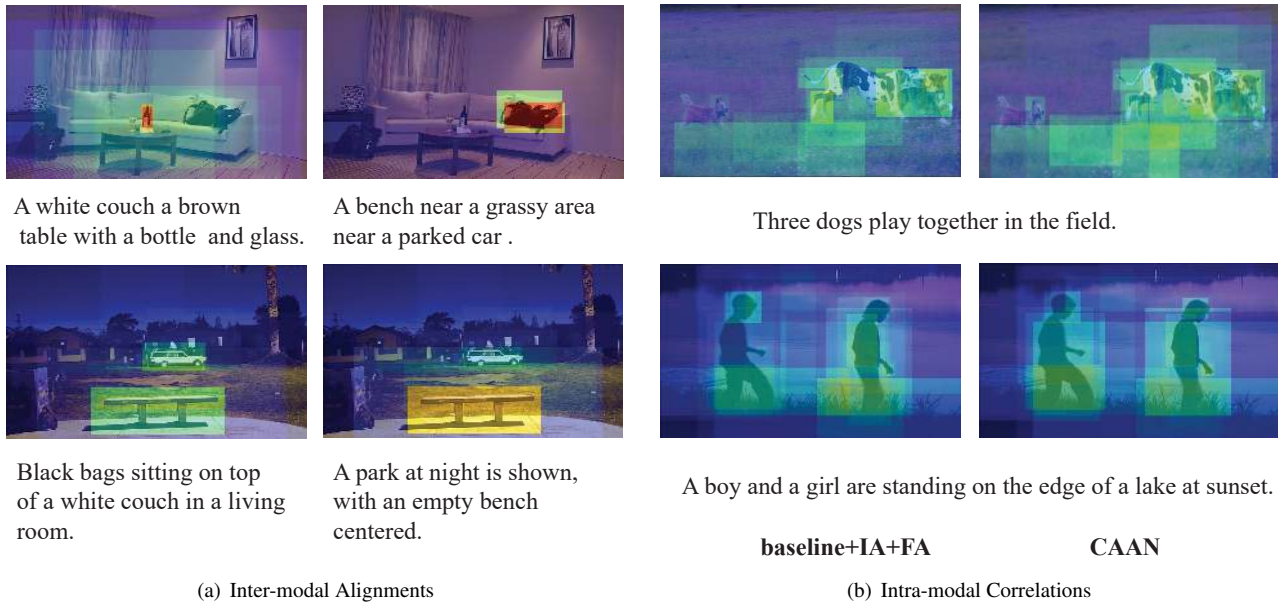 A white couch a brown
table with a bottle and glass.
A bench near a grassy area
near a parked car .
Black bags sitting on top
of a white couch in a living
room.
A park at night is shown,
with an empty bench
centered.
(a) Inter-modal Alignments
Three dogs play together in the field.
A boy and a girl are standing on the edge of a lake at sunset.
baseline+IA+FA
CAAN
(b) Intra-modal Correlations